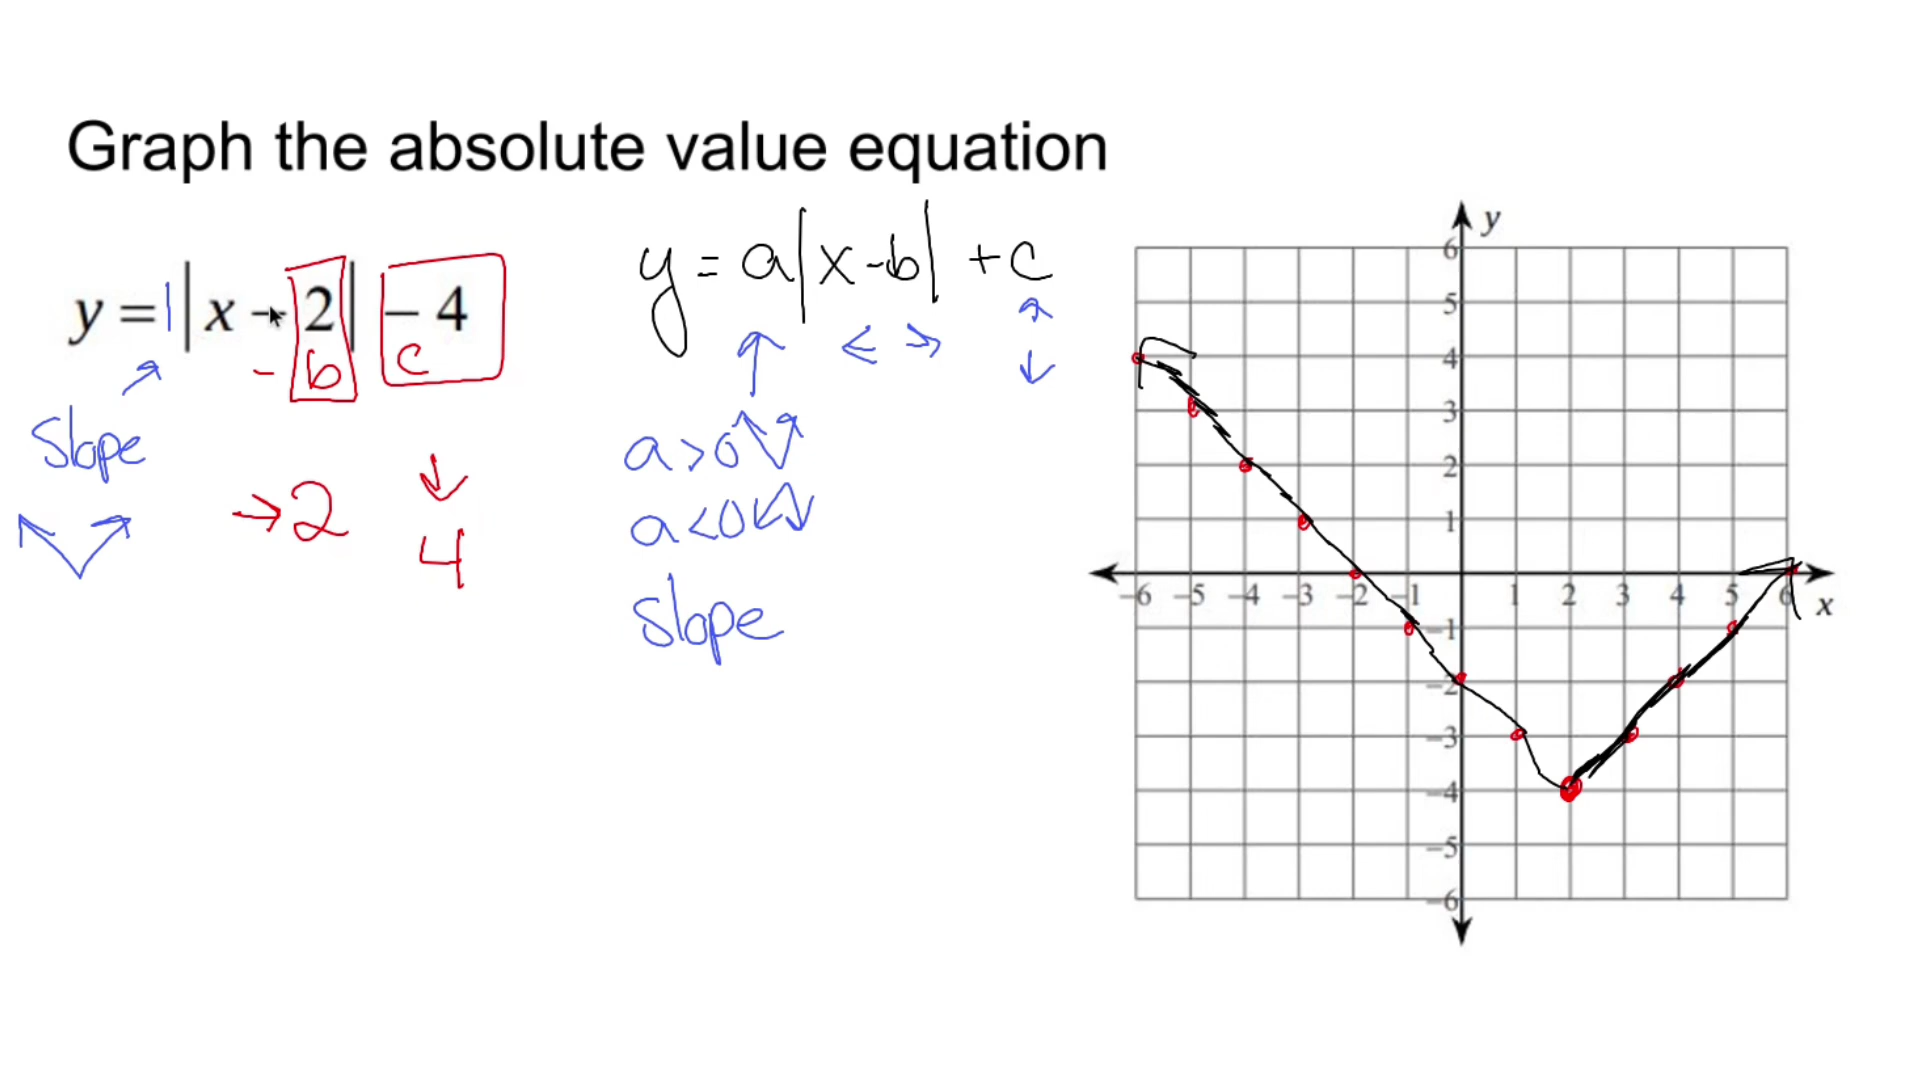 Graph the absolute value equation
y = 1|x - 2| - 4
- b c
y = a|x-b| + c
Slope
→ 2 ↓ 4
a > 0
a < 0
Slope
y
6
5
4
3
2
1
-6 -5 -4 -3 -2 -1 1 2 3 4 5 6 x
-1
-2
-3
-4
-5
-6